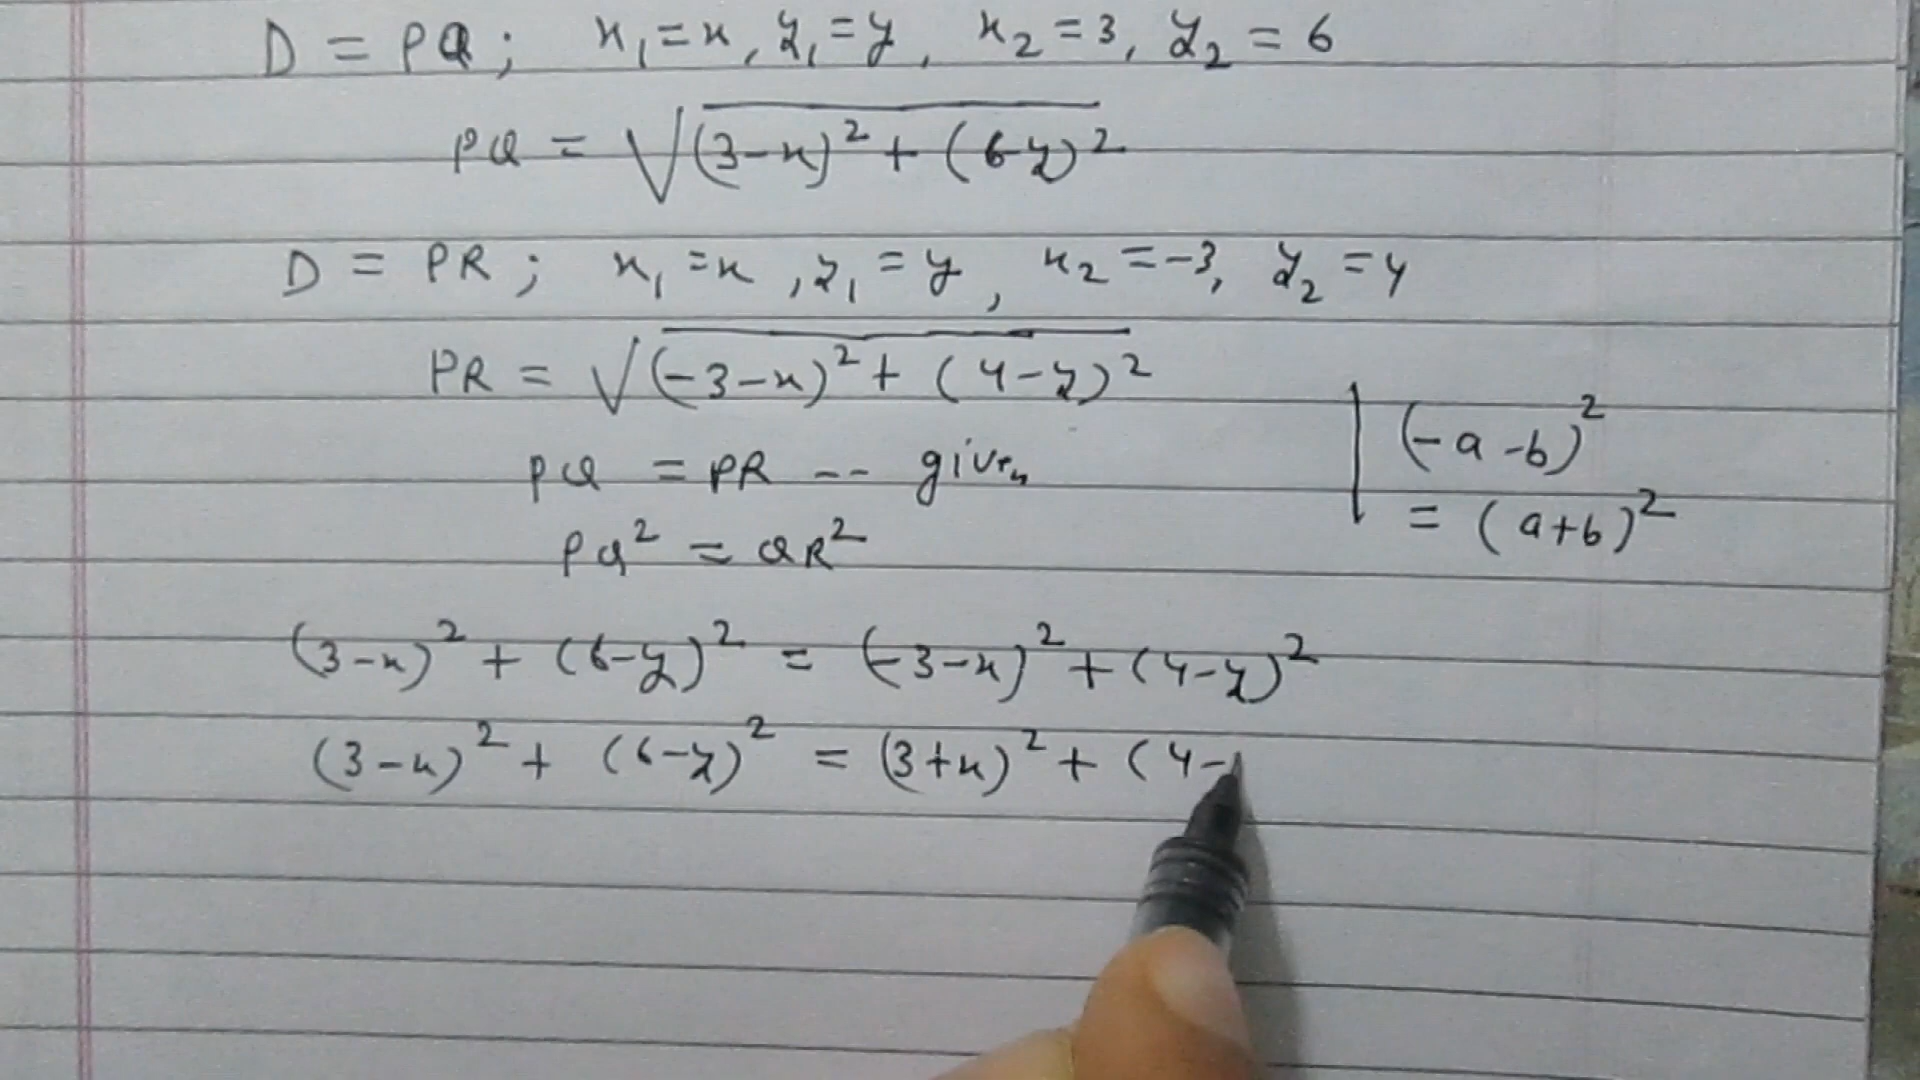 D = PQ ; x₁ = x, y₁ = y, x₂ = 3, y₂ = 6
PQ = √(3-x)² + (6-y)²
D = PR ; x₁ = x, y₁ = y, x₂ = -3, y₂ = 4
PR = √(-3-x)² + (4-y)²
PQ = PR -- given
PQ² = QR²
(-a-b)²
= (a+b)²
(3-x)² + (6-y)² = (-3-x)² + (4-y)²
(3-x)² + (6-y)² = (3+x)² + (4-